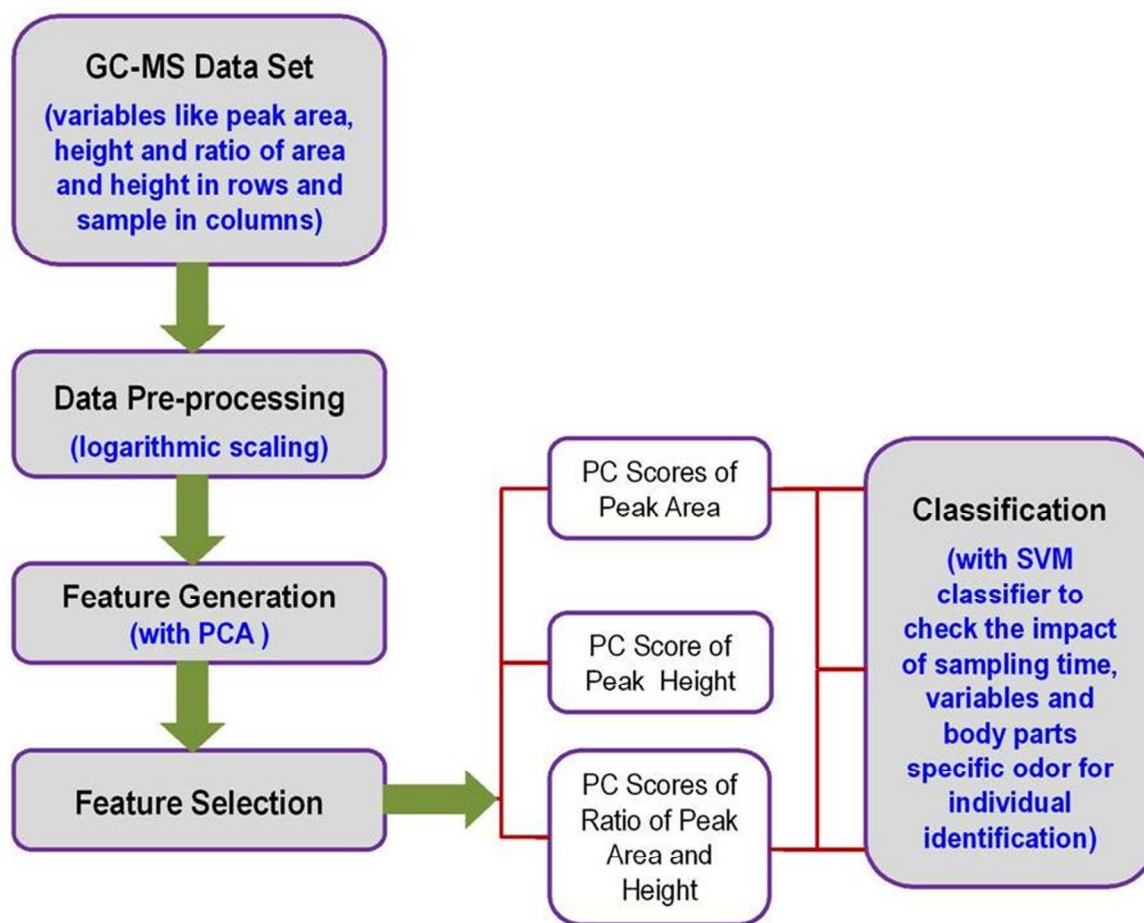 GC-MS Data Set
(variables like peak area,
height and ratio of area
and height in rows and
sample in columns)
Data Pre-processing
(logarithmic scaling)
Feature Generation
(with PCA )
Feature Selection
PC Scores of
Peak Area
PC Score of
Peak Height
PC Scores of
Ratio of Peak
Area and
Height
Classification
(with SVM
classifier to
check the impact
of sampling time,
variables and
body parts
specific odor for
individual
identification)